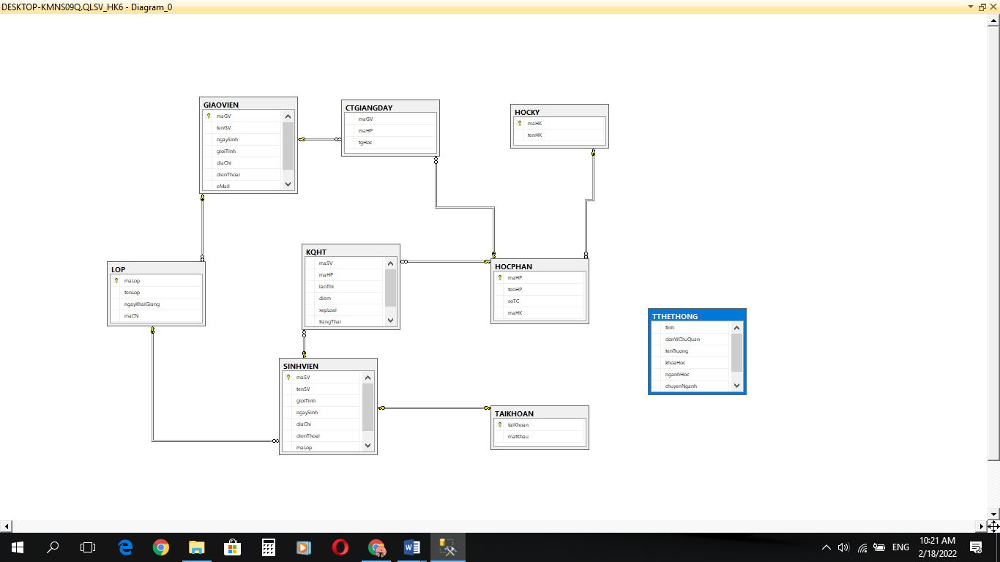 DESKTOP-KMNS09Q.QLSV_HK6 - Diagram_0
GIAOVIEN
maGV
tenGV
ngaySinh
gioiTinh
diaChi
dienThoai
eMail
CTGIANGDAY
maGV
maHP
tgHoc
HOCKY
maHK
tenHK
LOP
maLop
tenLop
ngayKhaiGiang
maCN
KQHT
maSV
maHP
lanThi
diem
xepLoai
trangThai
HOCPHAN
maHP
tenHP
soTC
maHK
TTHETHONG
tinh
donViChuQuan
tenTruong
khoaHoc
nganhHoc
chuyenNganh
SINHVIEN
maSV
tenSV
gioiTinh
ngaySinh
diaChi
dienThoai
maLop
TAIKHOAN
taiKhoan
matKhau
ENG
10:21 AM
2/18/2022